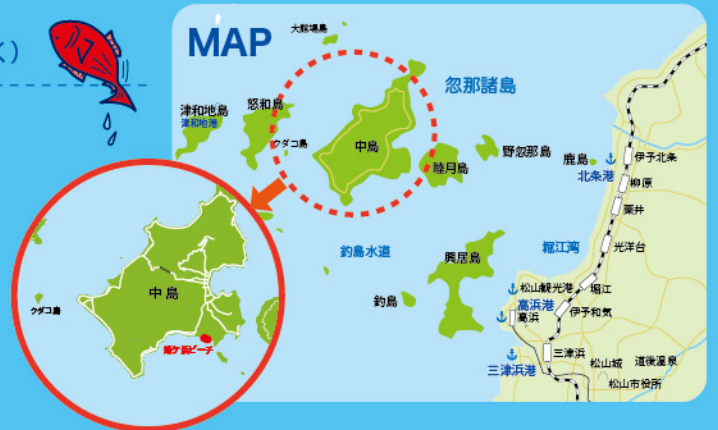 く)
MAP
大館場島
忽那諸島
津和地島
津和地港
怒和島
クダコ島
中島
睦月島
野忽那島
鹿島
伊予北条
北条港
柳原
粟井
光洋台
堀江湾
釣島水道
興居島
釣島
松山観光港
堀江
高浜港
高浜
伊予和気
三津浜
三津浜港
松山城
道後温泉
松山市役所
中島
クダコ島
姫ケ浜ビーチ